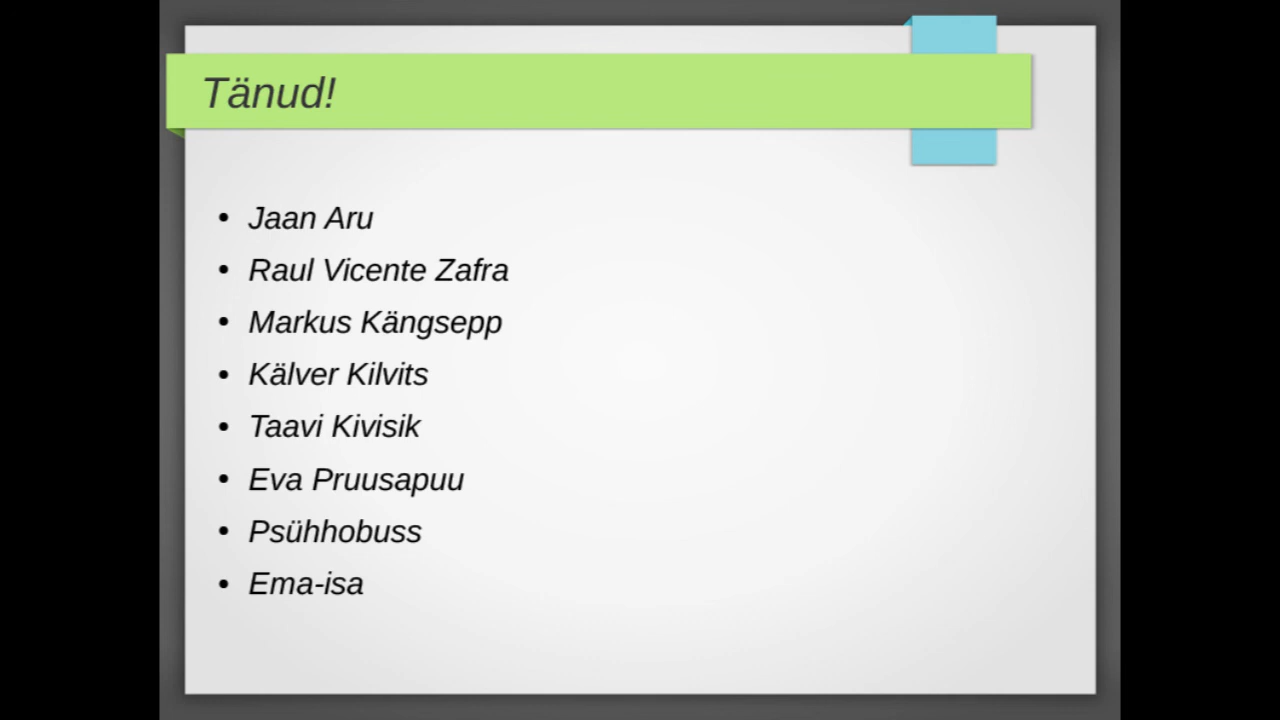 Tänud!
• Jaan Aru
• Raul Vicente Zafra
• Markus Kängsepp
• Kälver Kilvits
• Taavi Kivisik
• Eva Pruusapuu
• Psühhobuss
• Ema-isa